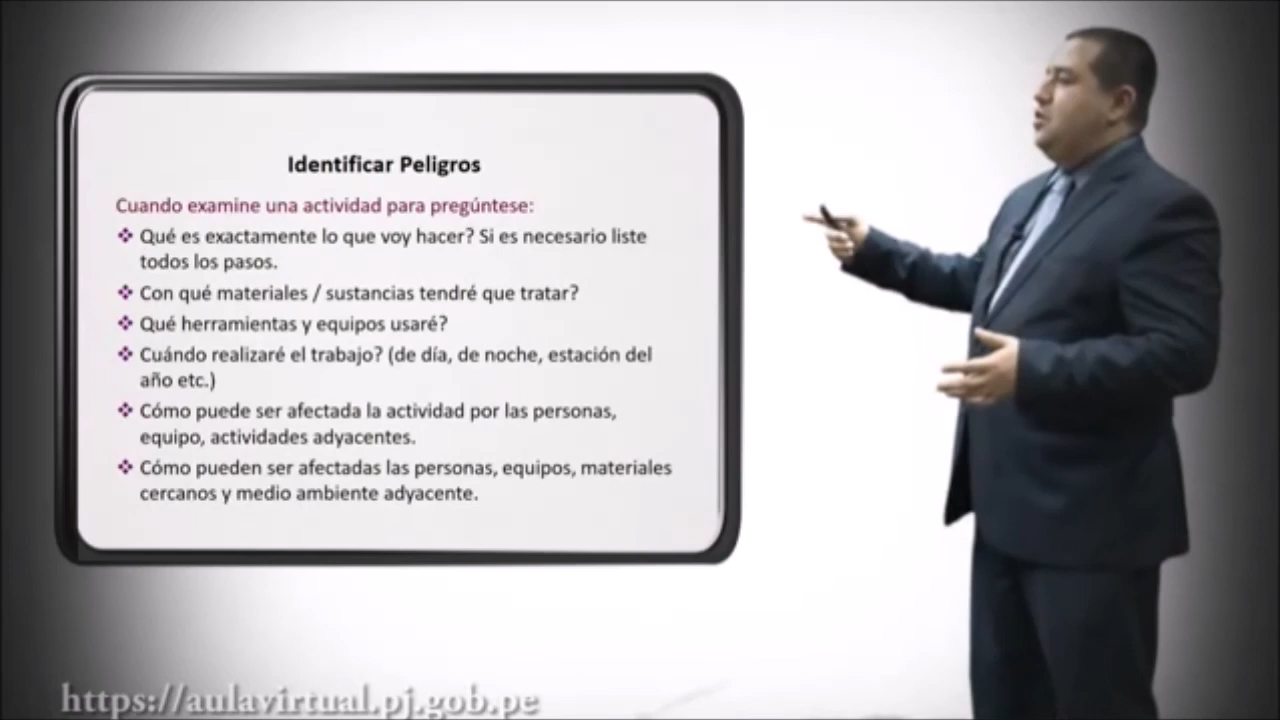 Identificar Peligros
Cuando examine una actividad para pregúntese:
❖ Qué es exactamente lo que voy hacer? Si es necesario liste
todos los pasos.
❖ Con qué materiales / sustancias tendré que tratar?
❖ Qué herramientas y equipos usaré?
❖ Cuándo realizaré el trabajo? (de día, de noche, estación del
año etc.)
❖ Cómo puede ser afectada la actividad por las personas,
equipo, actividades adyacentes.
❖ Cómo pueden ser afectadas las personas, equipos, materiales
cercanos y medio ambiente adyacente.
https://aulavirtual.pj.gob.pe